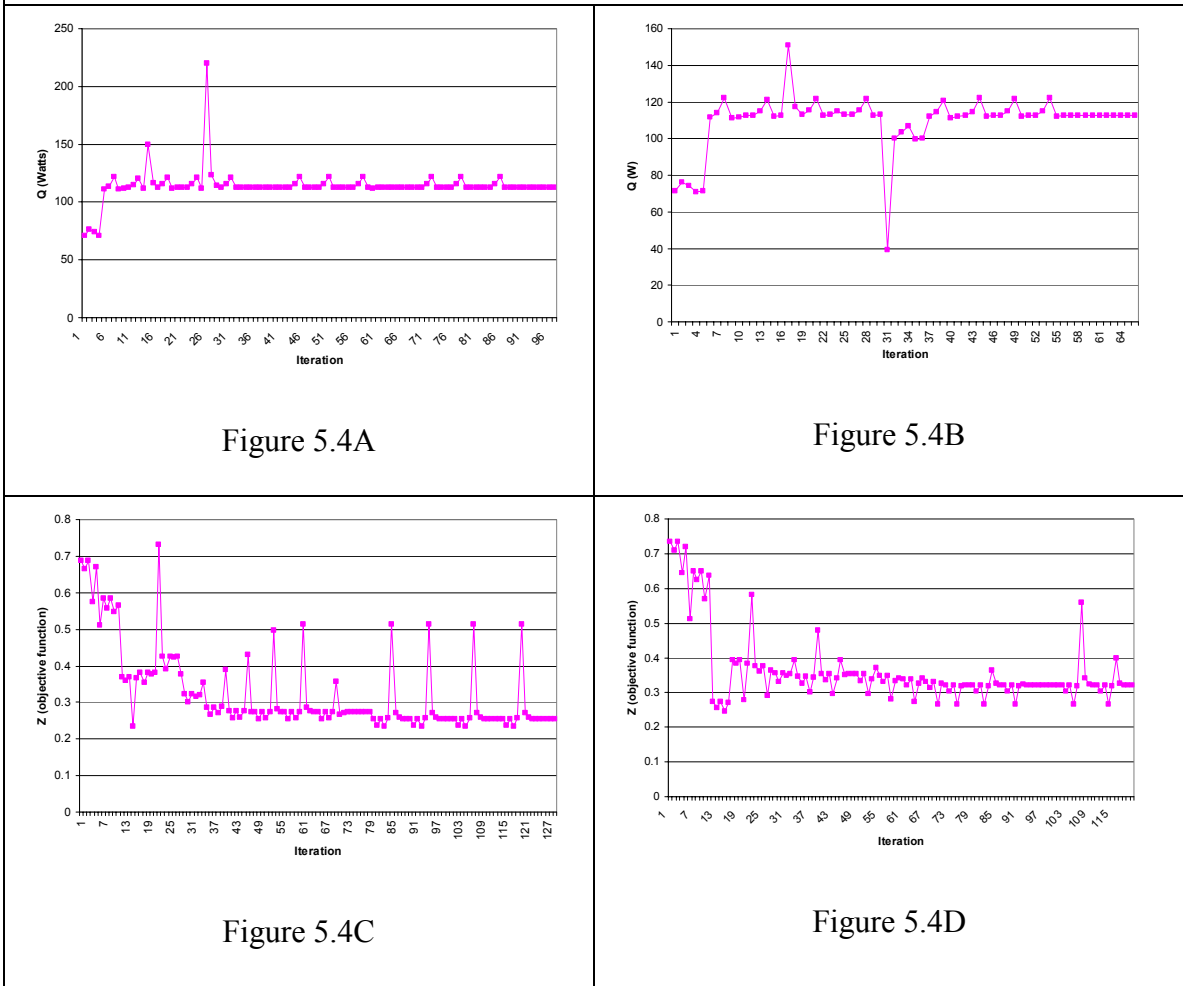 250
200
150
100
50
0
Q (Watts)
1 6 11 16 21 26 31 36 41 46 51 56 61 66 71 76 81 86 91 96
Iteration
Figure 5.4A
160
140
120
100
80
60
40
20
0
Q (W)
1 4 7 10 13 16 19 22 25 28 31 34 37 40 43 46 49 52 55 58 61 64
Iteration
Figure 5.4B
0.8
0.7
0.6
0.5
0.4
0.3
0.2
0.1
0
Z (objective function)
1 7 13 19 25 31 37 43 49 55 61 67 73 79 85 91 97 103 109 115 121 127
Iteration
Figure 5.4C
0.8
0.7
0.6
0.5
0.4
0.3
0.2
0.1
0
Z (objective function)
1 7 13 19 25 31 37 43 49 55 61 67 73 79 85 91 97 103 109 115
Iteration
Figure 5.4D